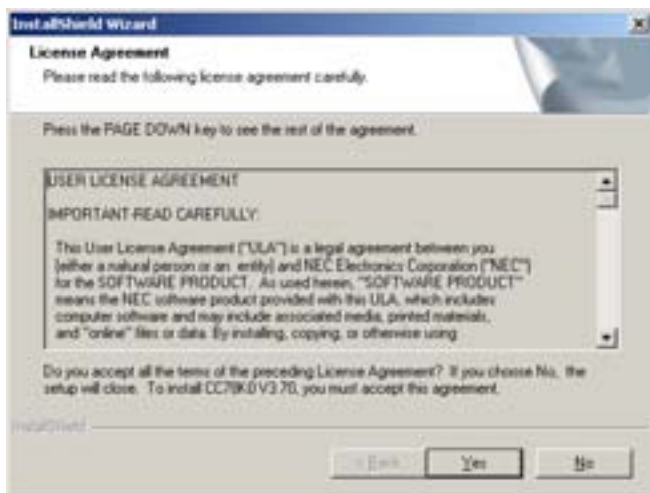 InstallShield Wizard
License Agreement
Please read the following license agreement carefully.
Press the PAGE DOWN key to see the rest of the agreement.
USER LICENSE AGREEMENT
IMPORTANT-READ CAREFULLY:
This User License Agreement ("ULA") is a legal agreement between you
(either a natural person or an entity) and NEC Electronics Corporation ("NEC")
for the SOFTWARE PRODUCT. As used herein, "SOFTWARE PRODUCT"
means the NEC software product provided with this ULA, which includes
computer software and may include associated media, printed materials,
and "online" files or data. By installing, copying, or otherwise using
Do you accept all the terms of the preceding License Agreement? If you choose No, the
setup will close. To install CC78K0 V3.70, you must accept this agreement.
InstallShield
< Back
Yes
No